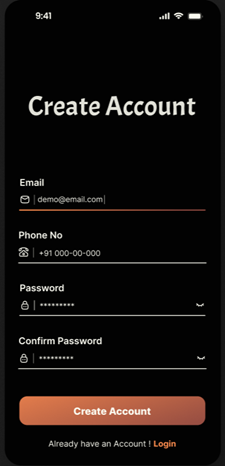 9:41
Create Account
Email
demo@email.com
Phone No
+91 000-00-000
Password
*********
Confirm Password
*********
Create Account
Already have an Account ! Login